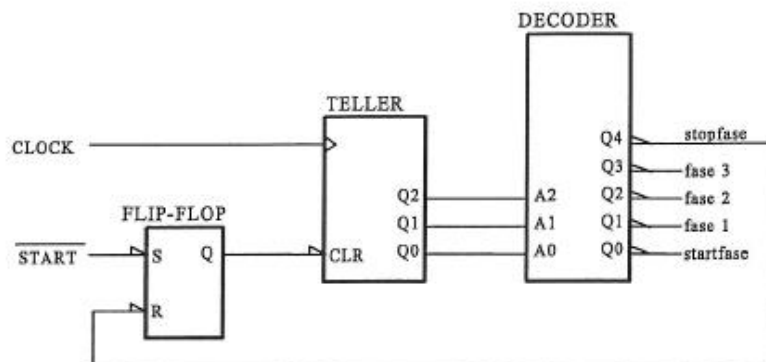 DECODER
TELLER
CLOCK
Q4 stopfase
Q3 fase 3
Q2 A2 Q2 fase 2
FLIP-FLOP
Q1 A1 Q1 fase 1
START S Q CLR Q0 A0 Q0 startfase
R